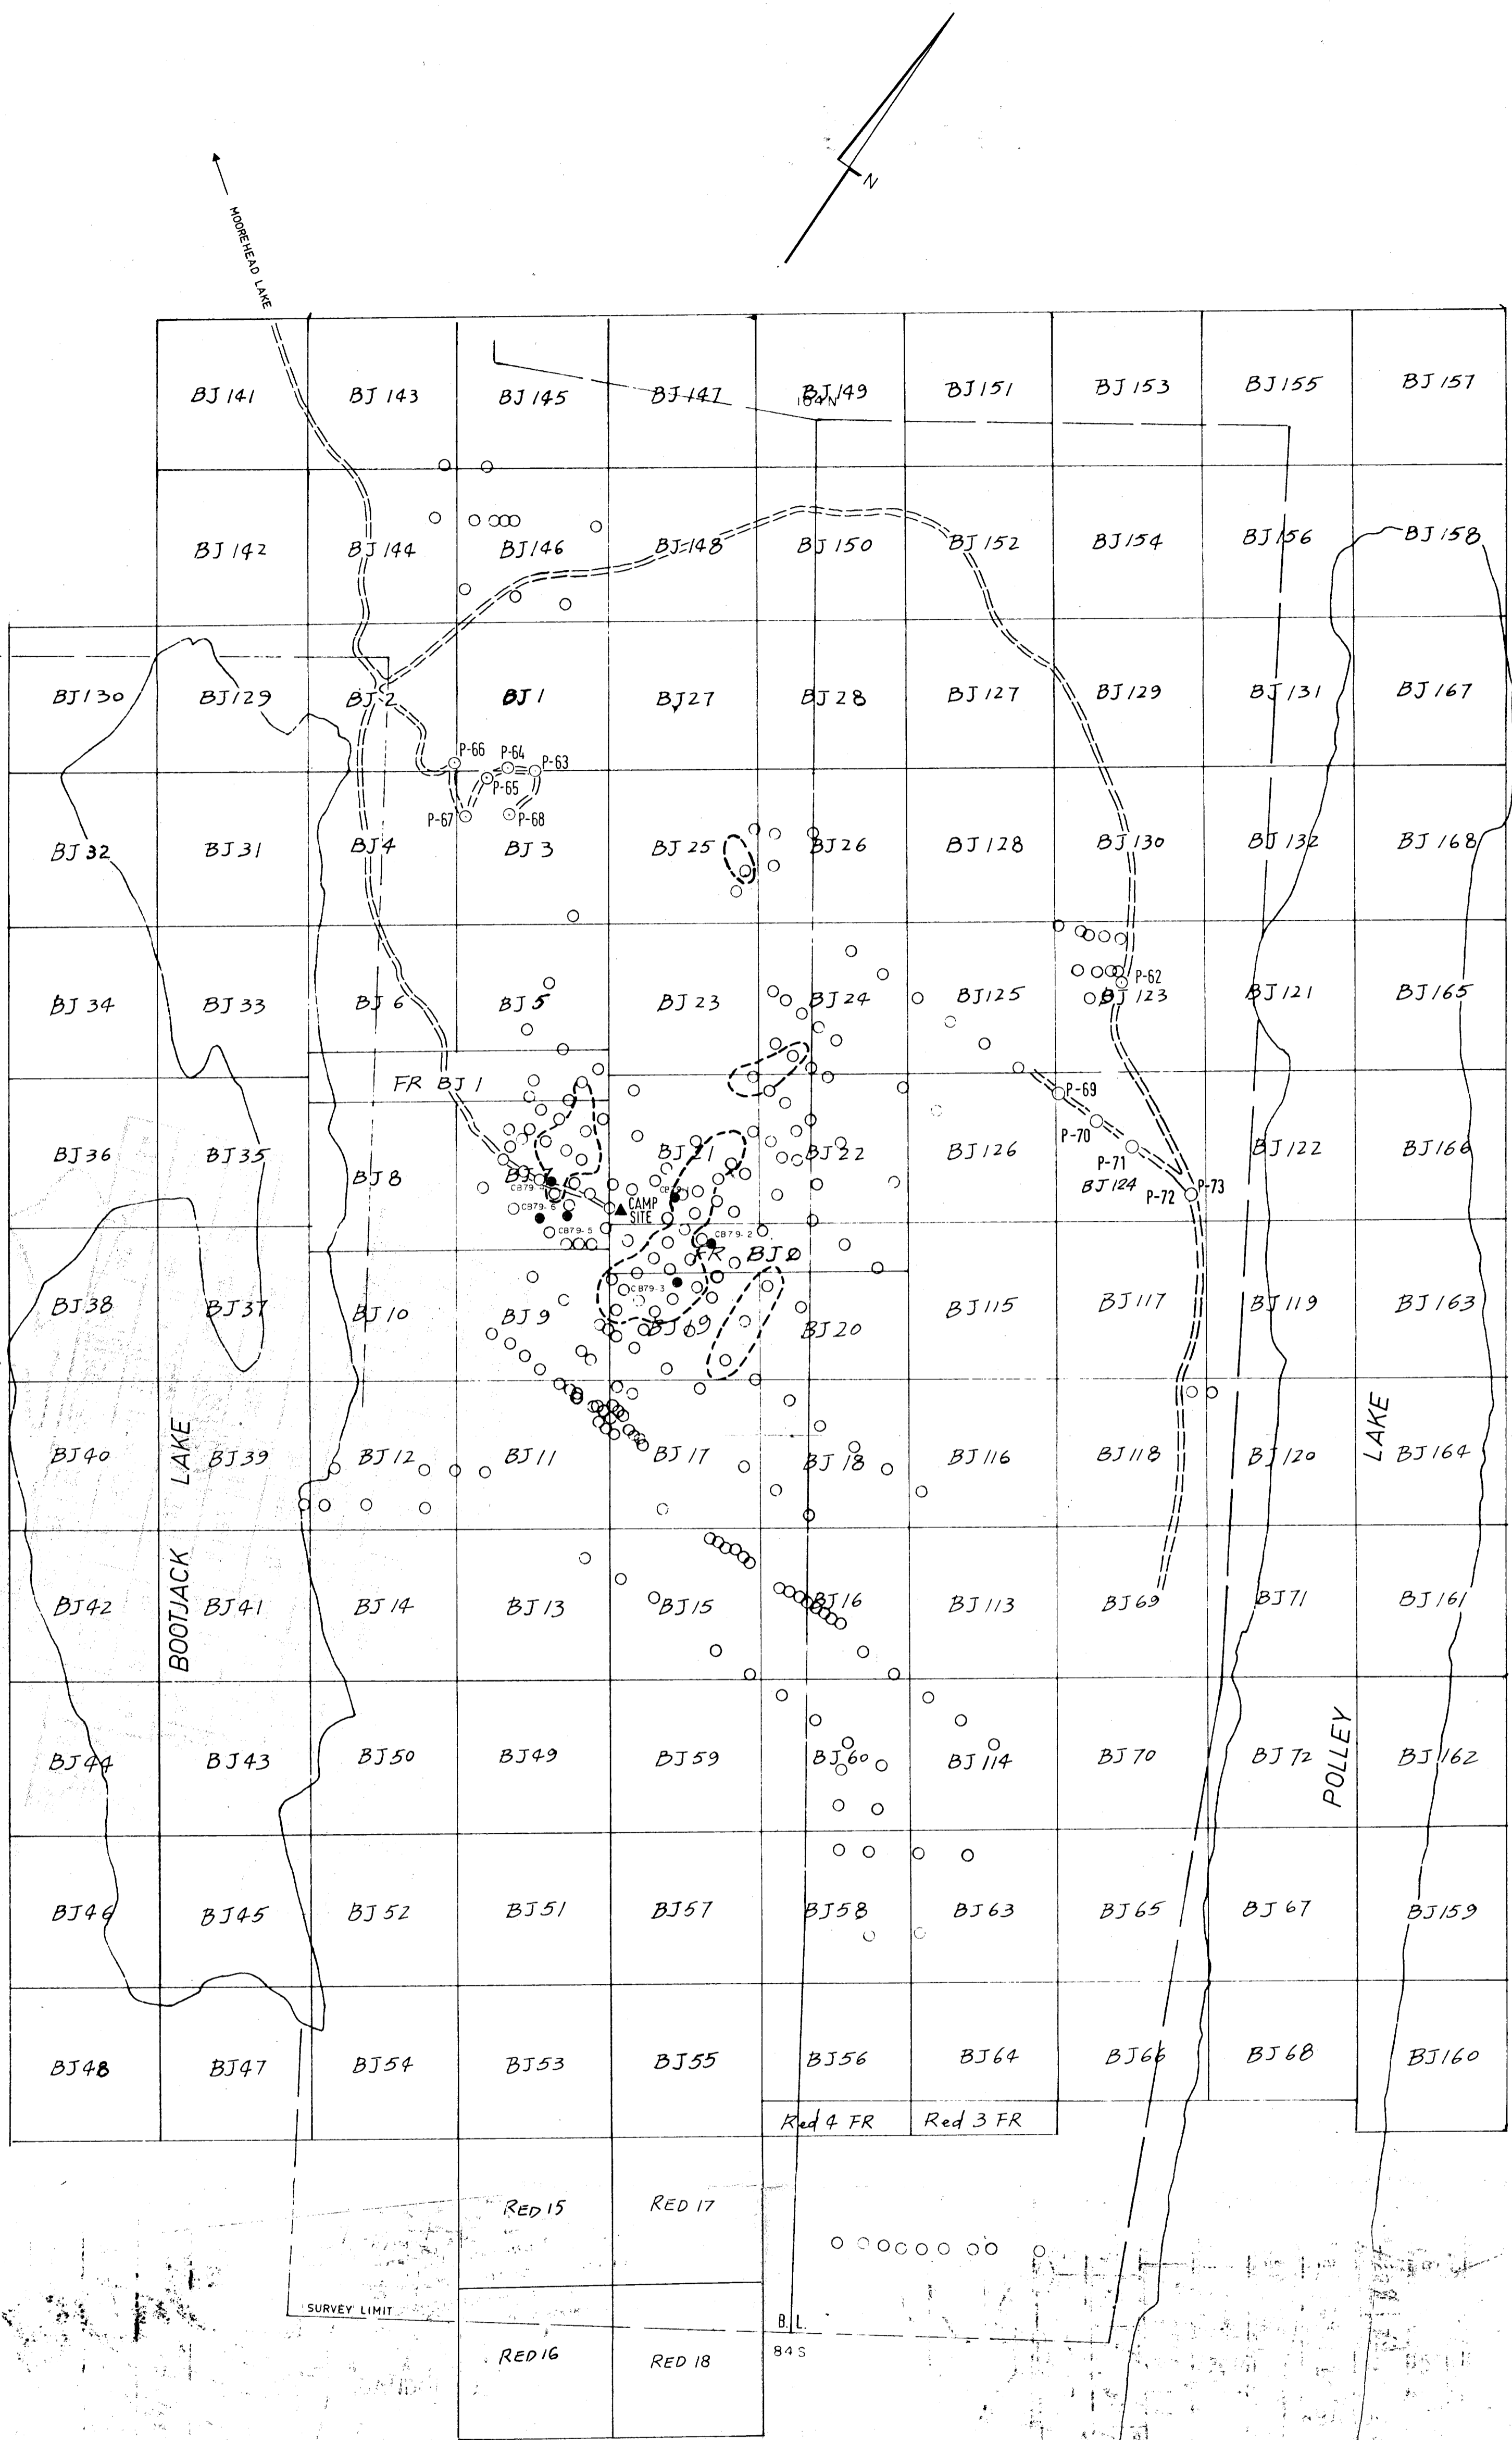 N
MOOREHEAD LAKE
BJ 141 BJ 143 BJ 145 BJ 147 BJ 149 BJ 151 BJ 153 BJ 155 BJ 157
BJ 142 BJ 144 BJ 146 BJ 148 BJ 150 BJ 152 BJ 154 BJ 156 BJ 158
BJ 130 BJ 129 BJ 2 BJ 1 BJ 27 BJ 28 BJ 127 BJ 129 BJ 131 BJ 167
P-66 P-64 P-63
P-65
P-67 P-68
BJ 32 BJ 31 BJ 4 BJ 3 BJ 25 BJ 26 BJ 128 BJ 130 BJ 132 BJ 168
P-62
BJ 34 BJ 33 BJ 6 BJ 5 BJ 23 BJ 24 BJ 125 BJ 123 BJ 121 BJ 165
FR BJ 1
P-69
P-70
BJ 36 BJ 35 BJ 8 BJ 21 BJ 22 BJ 126 BJ 122 BJ 166
P-71
BJ 124
P-72 P-73
CB79-6
CAMP
SITE
CB79-5 CB79-2
FR BJ 2
CB79-3
BJ 38 BJ 37 BJ 10 BJ 9 BJ 19 BJ 20 BJ 115 BJ 117 BJ 119 BJ 163
BJ 40 BJ 39 BJ 12 BJ 11 BJ 17 BJ 18 BJ 116 BJ 118 BJ 120 BJ 164
BOOTJACK LAKE
BJ 42 BJ 41 BJ 14 BJ 13 BJ 15 BJ 16 BJ 113 BJ 69 BJ 71 BJ 161
POLLEY LAKE
BJ 44 BJ 43 BJ 50 BJ 49 BJ 59 BJ 60 BJ 114 BJ 70 BJ 72 BJ 162
BJ 46 BJ 45 BJ 52 BJ 51 BJ 57 BJ 58 BJ 63 BJ 65 BJ 67 BJ 159
BJ 48 BJ 47 BJ 54 BJ 53 BJ 55 BJ 56 BJ 64 BJ 66 BJ 68 BJ 160
Red 4 FR Red 3 FR
RED 15 RED 17
SURVEY LIMIT
B.L.
84 S
RED 16 RED 18